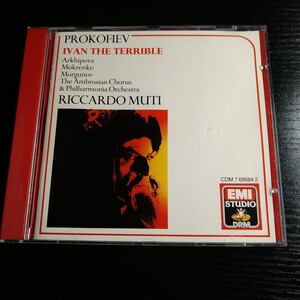 PROKOFIEV
IVAN THE TERRIBLE
Arkhipova
Mokrenko
Morgunov
The Ambrosian Chorus
& Philharmonia Orchestra
RICCARDO MUTI
CDM 7 69584 2
EMI
STUDIO
DRM